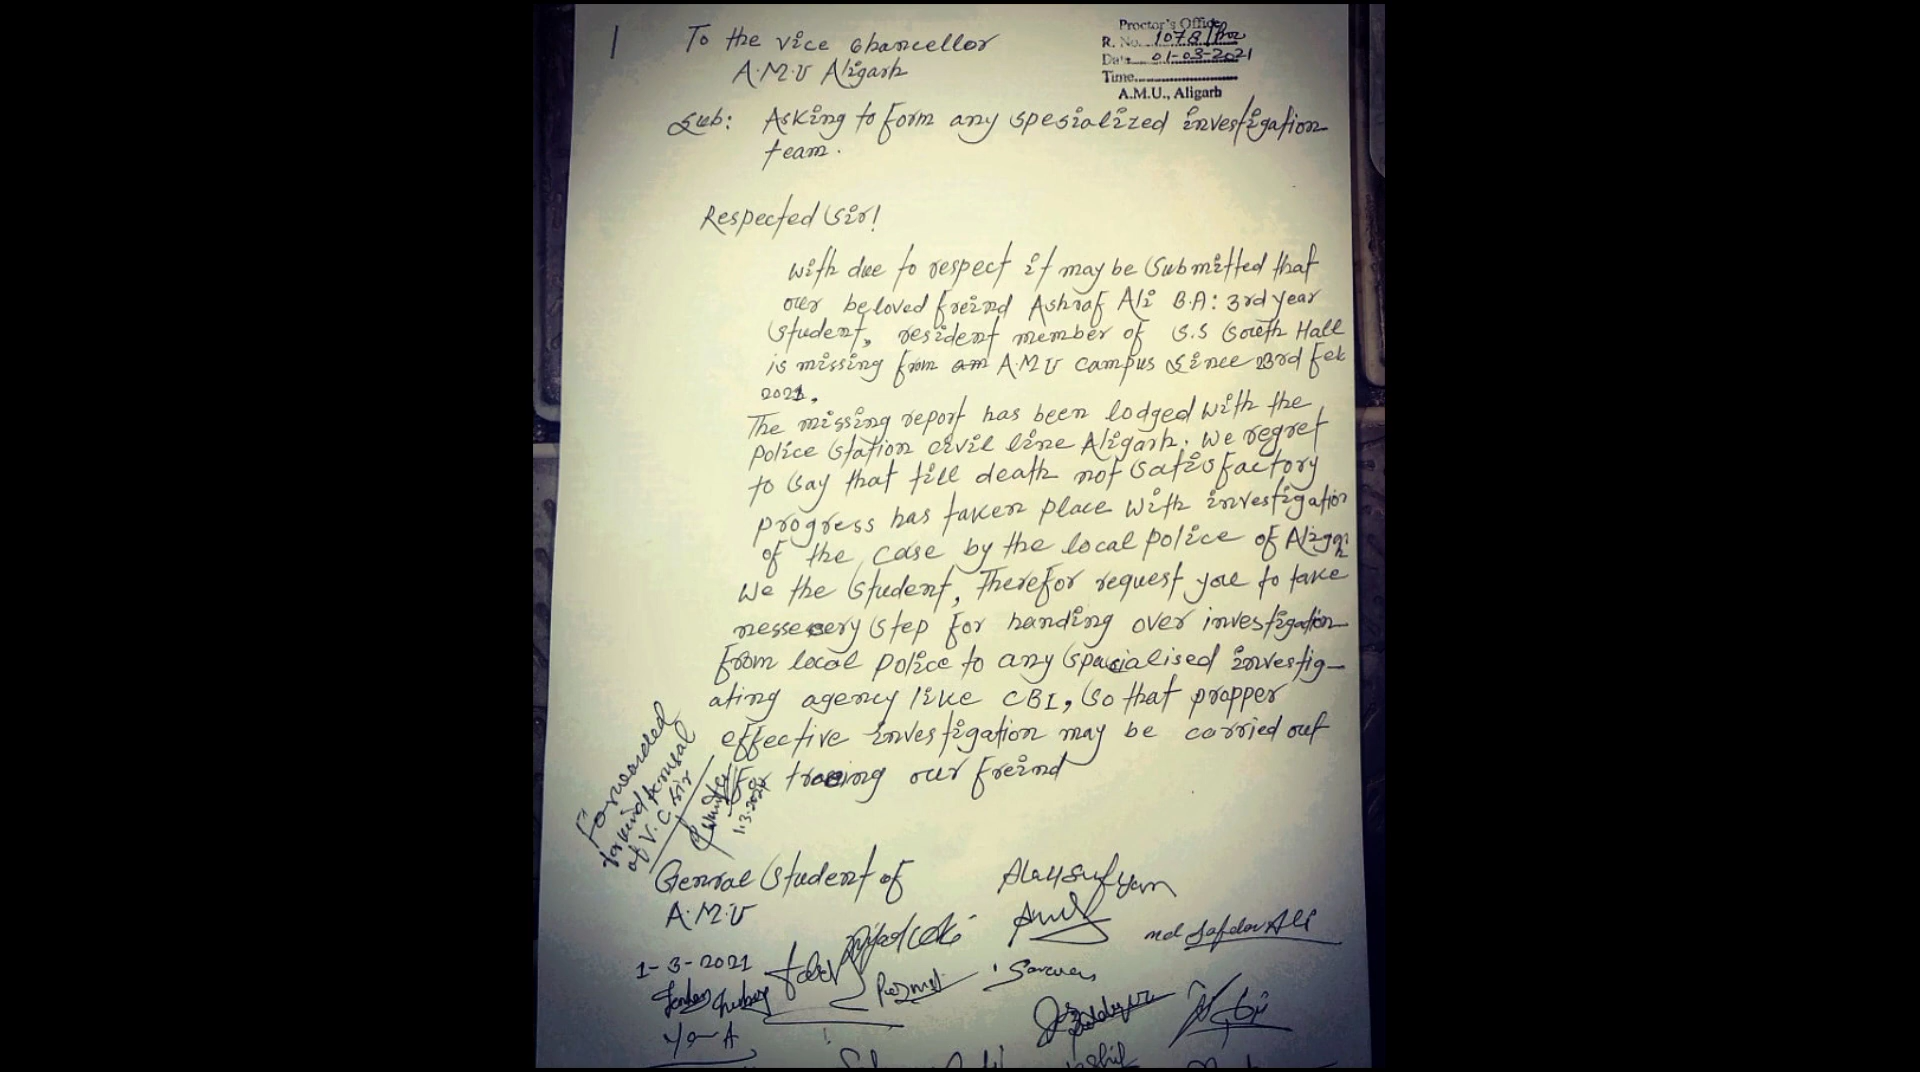 1
To the vice chancellor
A.M.U Aligarh
Proctor's Office
R. No. 1078/Proc
Date 01-03-2021
Time
A.M.U., Aligarh
Sub: Asking to form any spesialized investigation
team.
Respected Sir!
with due to respect it may be submitted that
our beloved freind Ashraf Ali B.A: 3rd year
student, resident member of S.S South Hall
is missing from am A.M U campus since 23rd feb
2021.
The missing report has been lodged with the
police station civil line Aligarh. We regret
to say that till death not satisfactory
progress has taken place with investigation
of the case by the local police of
We the student, Therefor request you to take
step for handing over investigation
from local police to any spacialised investig-
ating agency like CBI, so that propper
effective investigation may be carried out
our freind
Forwarded
for kind perusal
of V.C. Sir
1.3.2021
General student of
A.M.U
1-3-2021
Md Safdar Ali